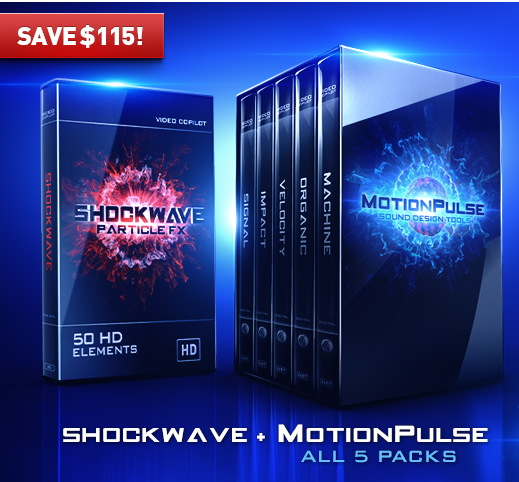 SAVE $115!
VIDEO COPILOT
SHOCKWAVE
SHOCKWAVE
PARTICLE FX
50 HD
ELEMENTS
HD
SIGNAL
IMPACT
VELOCITY
ORGANIC
MACHINE
MOTIONPULSE
SOUND DESIGN TOOLS
SHOCKWAVE + MOTIONPULSE
ALL 5 PACKS